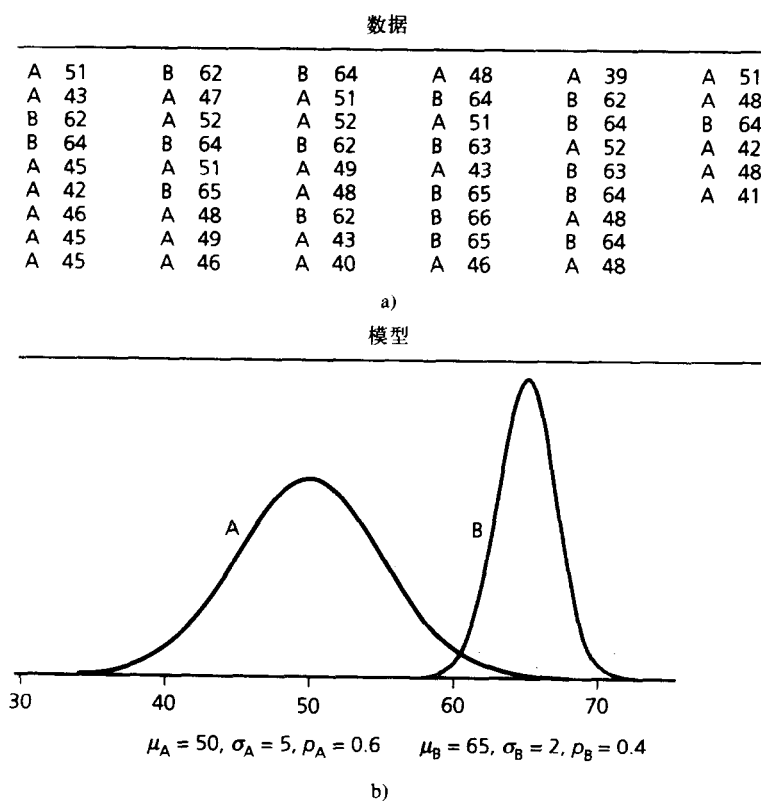 数据
A 51 B 62 B 64 A 48 A 39 A 51
A 43 A 47 A 51 B 64 B 62 A 48
B 62 A 52 A 52 A 51 B 64 B 64
B 64 B 64 B 62 B 63 A 52 A 42
A 45 A 51 A 49 A 43 B 63 A 48
A 42 B 65 A 48 B 65 B 64 A 41
A 46 A 48 B 62 B 66 A 48
A 45 A 49 A 43 B 65 B 64
A 45 A 46 A 40 A 46 A 48
a)
模型
A
B
30 40 50 60 70
μA = 50, σA = 5, pA = 0.6 μB = 65, σB = 2, pB = 0.4
b)